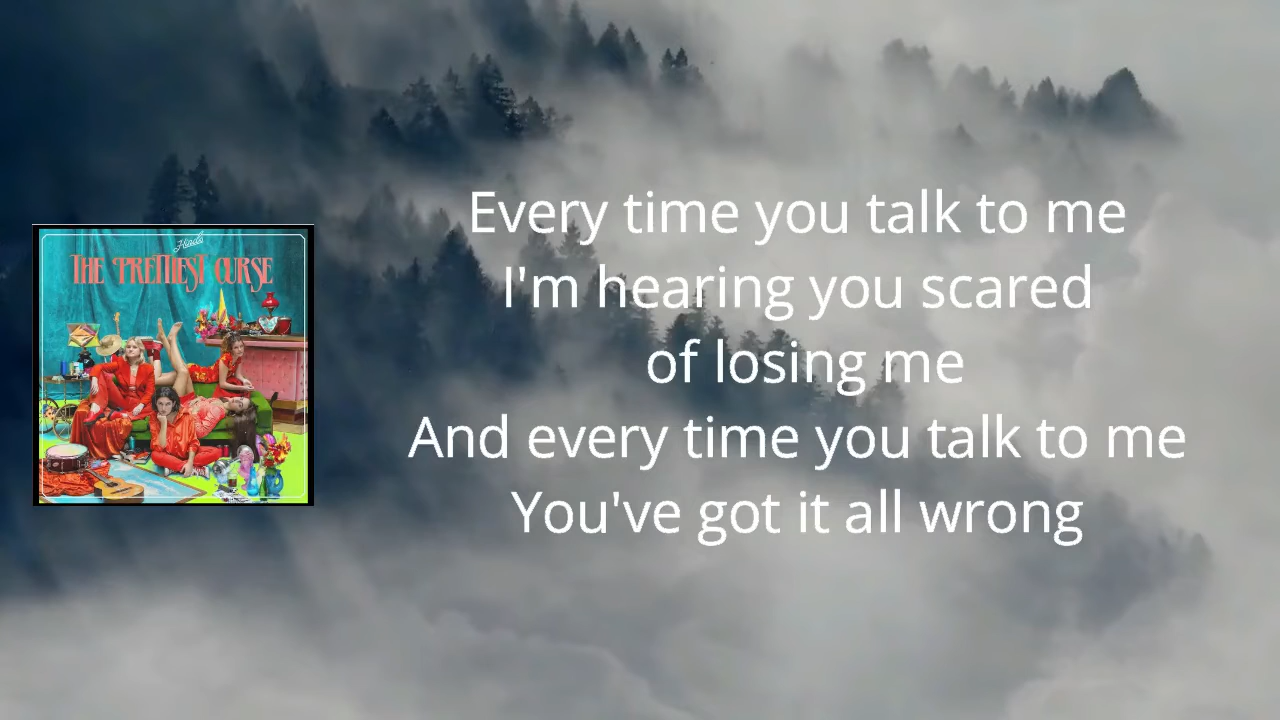 Hinds
THE PRETTIEST CURSE
Every time you talk to me
I'm hearing you scared
of losing me
And every time you talk to me
You've got it all wrong